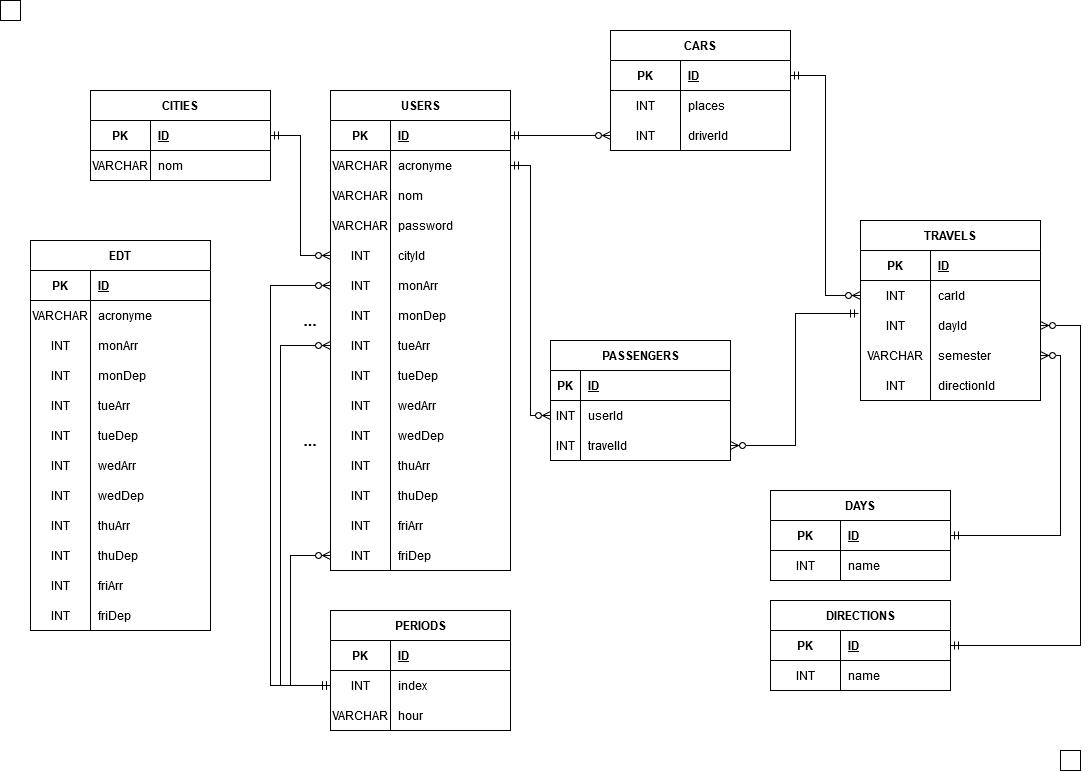 CARS
PK ID
INT places
INT driverId
CITIES
PK ID
VARCHAR nom
USERS
PK ID
VARCHAR acronyme
VARCHAR nom
VARCHAR password
INT cityId
INT monArr
INT monDep
INT tueArr
INT tueDep
INT wedArr
INT wedDep
INT thuArr
INT thuDep
INT friArr
INT friDep
...
...
EDT
PK ID
VARCHAR acronyme
INT monArr
INT monDep
INT tueArr
INT tueDep
INT wedArr
INT wedDep
INT thuArr
INT thuDep
INT friArr
INT friDep
TRAVELS
PK ID
INT carId
INT dayId
VARCHAR semester
INT directionId
PASSENGERS
PK ID
INT userId
INT travelId
DAYS
PK ID
INT name
DIRECTIONS
PK ID
INT name
PERIODS
PK ID
INT index
VARCHAR hour